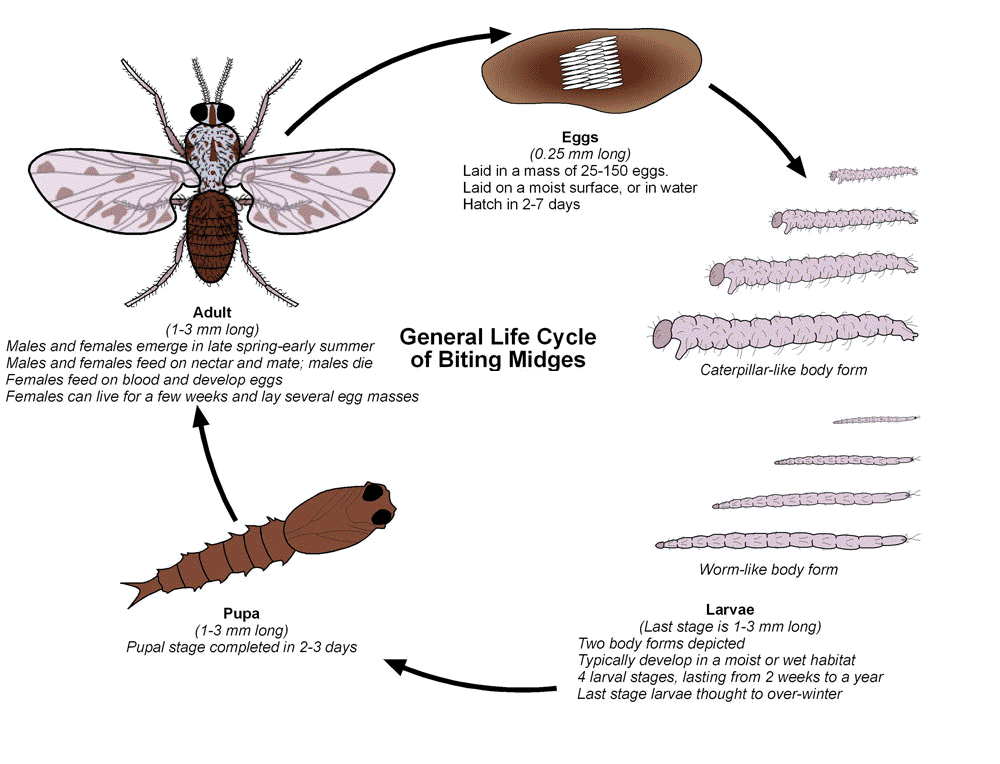 Eggs
(0.25 mm long)
Laid in a mass of 25-150 eggs.
Laid on a moist surface, or in water
Hatch in 2-7 days
Adult
(1-3 mm long)
Males and females emerge in late spring-early summer
Males and females feed on nectar and mate; males die
Females feed on blood and develop eggs
Females can live for a few weeks and lay several egg masses
General Life Cycle
of Biting Midges
Caterpillar-like body form
Worm-like body form
Larvae
(Last stage is 1-3 mm long)
Two body forms depicted
Typically develop in a moist or wet habitat
4 larval stages, lasting from 2 weeks to a year
Last stage larvae thought to over-winter
Pupa
(1-3 mm long)
Pupal stage completed in 2-3 days